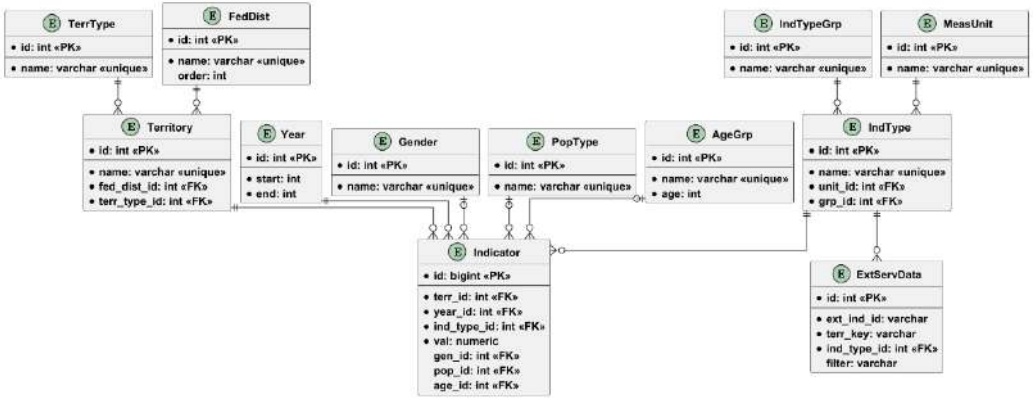 E TerrType
• id: int «PK»
• name: varchar «unique»
E FedDist
• id: int «PK»
• name: varchar «unique»
order: int
E IndTypeGrp
• id: int «PK»
• name: varchar «unique»
E MeasUnit
• id: int «PK»
• name: varchar «unique»
E Territory
• id: int «PK»
• name: varchar «unique»
• fed_dist_id: int «FK»
• terr_type_id: int «FK»
E Year
• id: int «PK»
• start: int
• end: int
E Gender
• id: int «PK»
• name: varchar «unique»
E PopType
• id: int «PK»
• name: varchar «unique»
E AgeGrp
• id: int «PK»
• name: varchar «unique»
• age: int
E IndType
• id: int «PK»
• name: varchar «unique»
• unit_id: int «FK»
• grp_id: int «FK»
E Indicator
• id: bigint «PK»
• terr_id: int «FK»
• year_id: int «FK»
• ind_type_id: int «FK»
• val: numeric
gen_id: int «FK»
pop_id: int «FK»
age_id: int «FK»
E ExtServData
• id: int «PK»
• ext_ind_id: varchar
• terr_key: varchar
• ind_type_id: int «FK»
filter: varchar